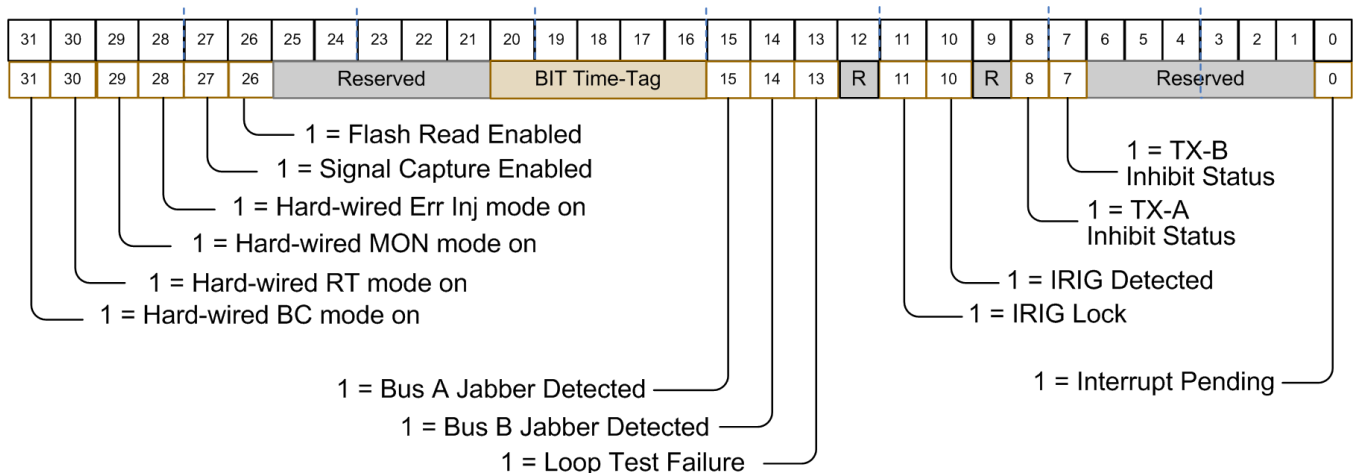 31 30 29 28 27 26 25 24 23 22 21 20 19 18 17 16 15 14 13 12 11 10 9 8 7 6 5 4 3 2 1 0
31 30 29 28 27 26 Reserved BIT Time-Tag 15 14 13 R 11 10 R 8 7 Reserved 0
1 = Flash Read Enabled
1 = Signal Capture Enabled
1 = Hard-wired Err Inj mode on
1 = Hard-wired MON mode on
1 = Hard-wired RT mode on
1 = Hard-wired BC mode on
1 = Bus A Jabber Detected
1 = Bus B Jabber Detected
1 = Loop Test Failure
1 = TX-B
Inhibit Status
1 = TX-A
Inhibit Status
1 = IRIG Detected
1 = IRIG Lock
1 = Interrupt Pending